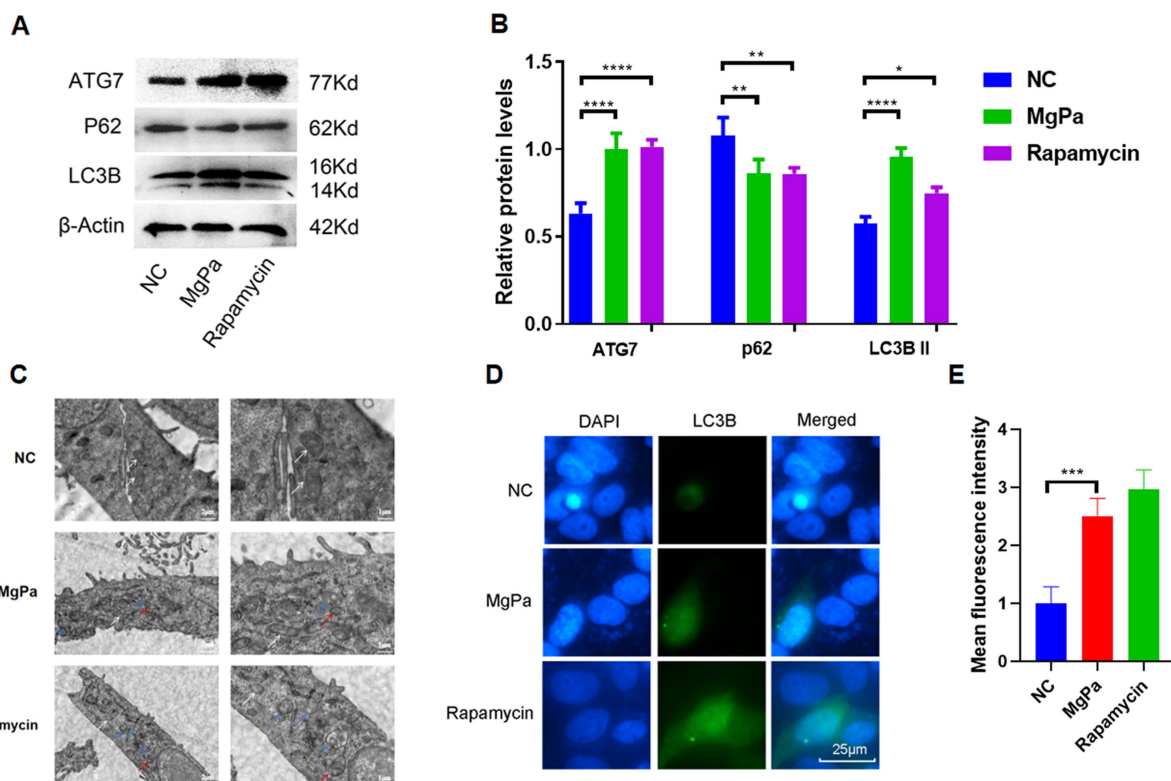 A
ATG7 77Kd
P62 62Kd
LC3B 16Kd
14Kd
β-Actin 42Kd
NC MgPa Rapamycin
B
Relative protein levels
1.5
1.0
0.5
0.0
**** ** *
**** ** ****
ATG7 p62 LC3B II
NC
MgPa
Rapamycin
C
NC
MgPa
mycin
2μm 1μm
D
DAPI LC3B Merged
NC
MgPa
Rapamycin
25μm
E
Mean fluorescence intensity
4
3
2
1
0
***
NC MgPa Rapamycin